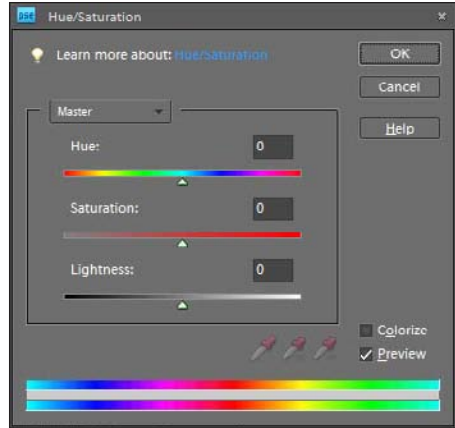 PSE Hue/Saturation
Learn more about: Hue/Saturation
OK
Cancel
Help
Master
Hue: 0
Saturation: 0
Lightness: 0
Colorize
Preview